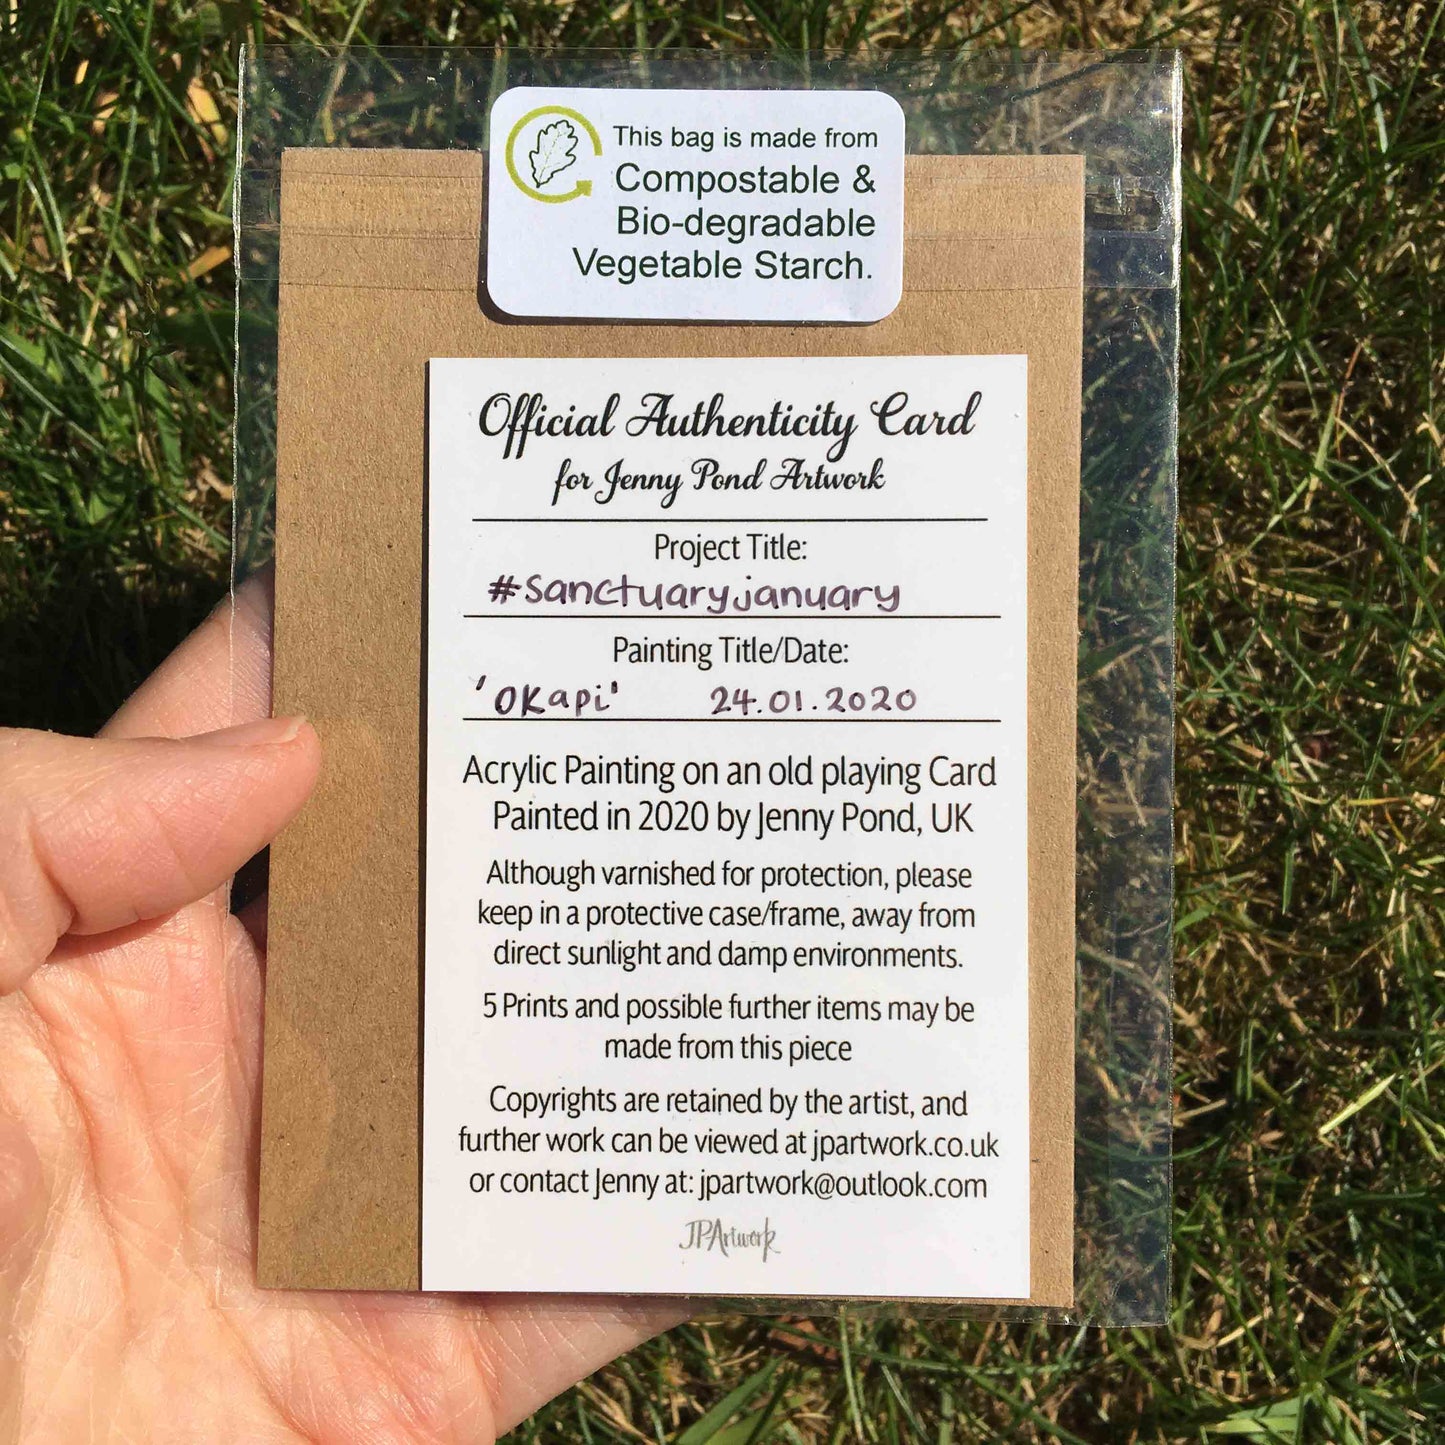 This bag is made from
Compostable &
Bio-degradable
Vegetable Starch.
Official Authenticity Card
for Jenny Pond Artwork
Project Title:
#sanctuaryjanuary
Painting Title/Date:
'OKapi' 24.01.2020
Acrylic Painting on an old playing Card
Painted in 2020 by Jenny Pond, UK
Although varnished for protection, please
keep in a protective case/frame, away from
direct sunlight and damp environments.
5 Prints and possible further items may be
made from this piece
Copyrights are retained by the artist, and
further work can be viewed at jpartwork.co.uk
or contact Jenny at: jpartwork@outlook.com
JPArtwork